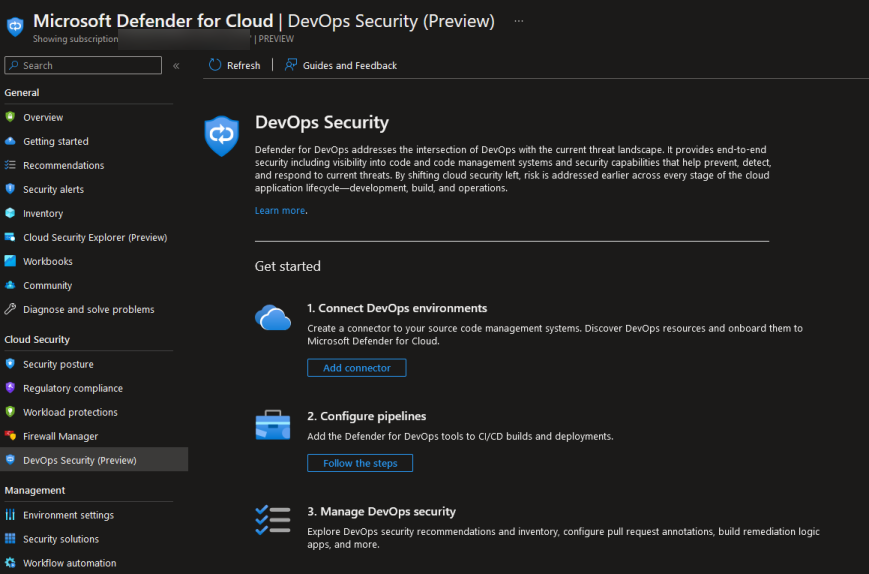 Microsoft Defender for Cloud | DevOps Security (Preview) ...
Showing subscription | PREVIEW
Search «
Refresh | Guides and Feedback
General
Overview
Getting started
Recommendations
Security alerts
Inventory
Cloud Security Explorer (Preview)
Workbooks
Community
Diagnose and solve problems
Cloud Security
Security posture
Regulatory compliance
Workload protections
Firewall Manager
DevOps Security (Preview)
Management
Environment settings
Security solutions
Workflow automation
DevOps Security
Defender for DevOps addresses the intersection of DevOps with the current threat landscape. It provides end-to-end
security including visibility into code and code management systems and security capabilities that help prevent, detect,
and respond to current threats. By shifting cloud security left, risk is addressed earlier across every stage of the cloud
application lifecycle—development, build, and operations.
Learn more.
Get started
1. Connect DevOps environments
Create a connector to your source code management systems. Discover DevOps resources and onboard them to
Microsoft Defender for Cloud.
Add connector
2. Configure pipelines
Add the Defender for DevOps tools to CI/CD builds and deployments.
Follow the steps
3. Manage DevOps security
Explore DevOps security recommendations and inventory, configure pull request annotations, build remediation logic
apps, and more.